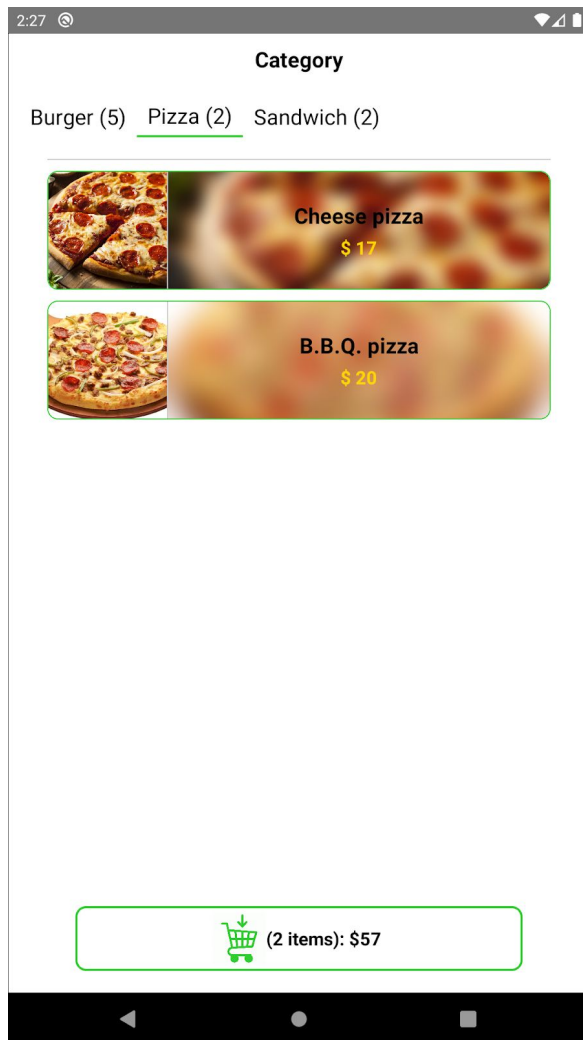 2:27
Category
Burger (5) Pizza (2) Sandwich (2)
Cheese pizza
$ 17
B.B.Q. pizza
$ 20
(2 items): $57